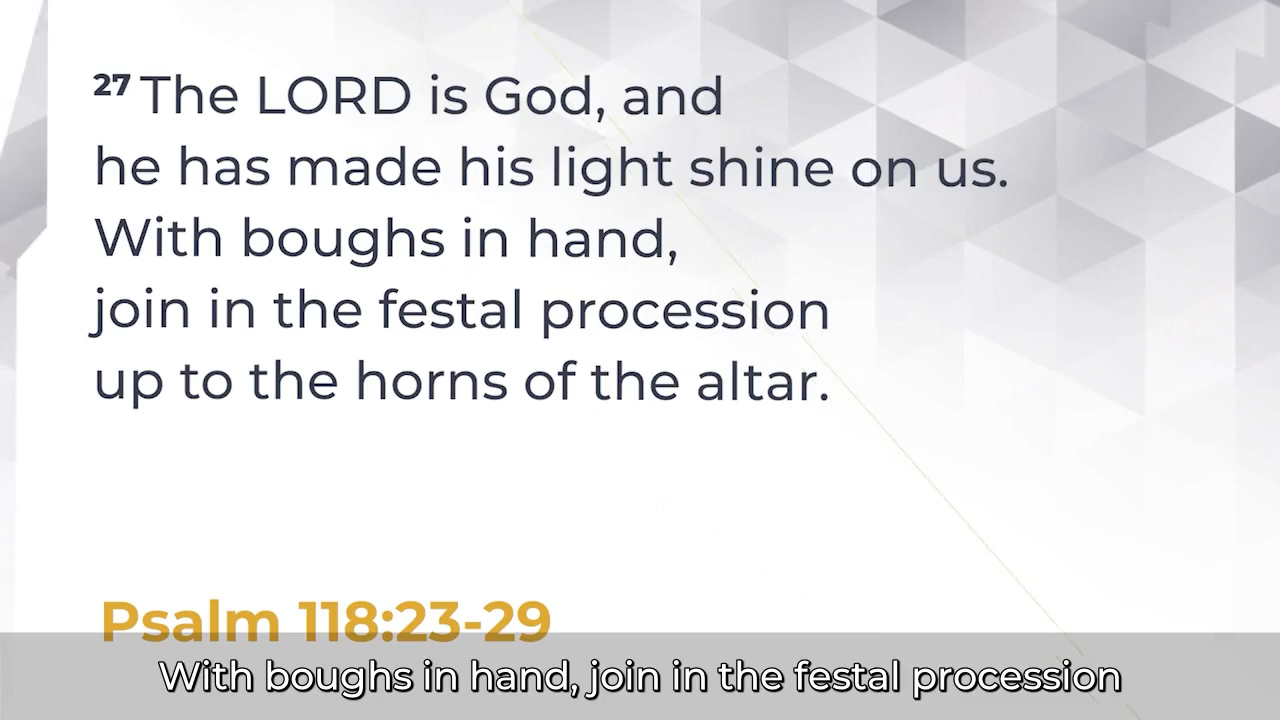 27 The LORD is God, and
he has made his light shine on us.
With boughs in hand,
join in the festal procession
up to the horns of the altar.
Psalm 118:23-29
With boughs in hand, join in the festal procession